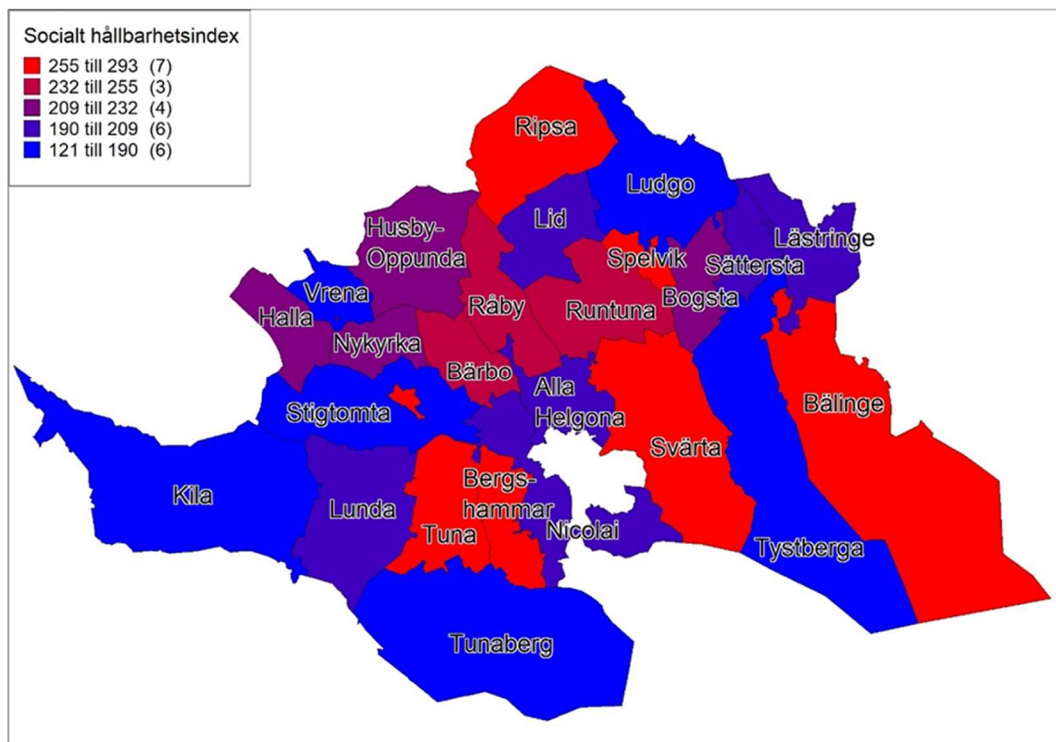 Socialt hållbarhetsindex
255 till 293 (7)
232 till 255 (3)
209 till 232 (4)
190 till 209 (6)
121 till 190 (6)
Ripsa
Ludgo
Lid
Husby-
Oppunda
Lästringe
Spelvik
Sättersta
Vrena
Bogsta
Råby
Runtuna
Halla
Nykyrka
Bärbo
Alla
Helgona
Stigtomta
Bälinge
Svärta
Kila
Bergs-
hammar
Lunda
Tuna
Nicolai
Tystberga
Tunaberg